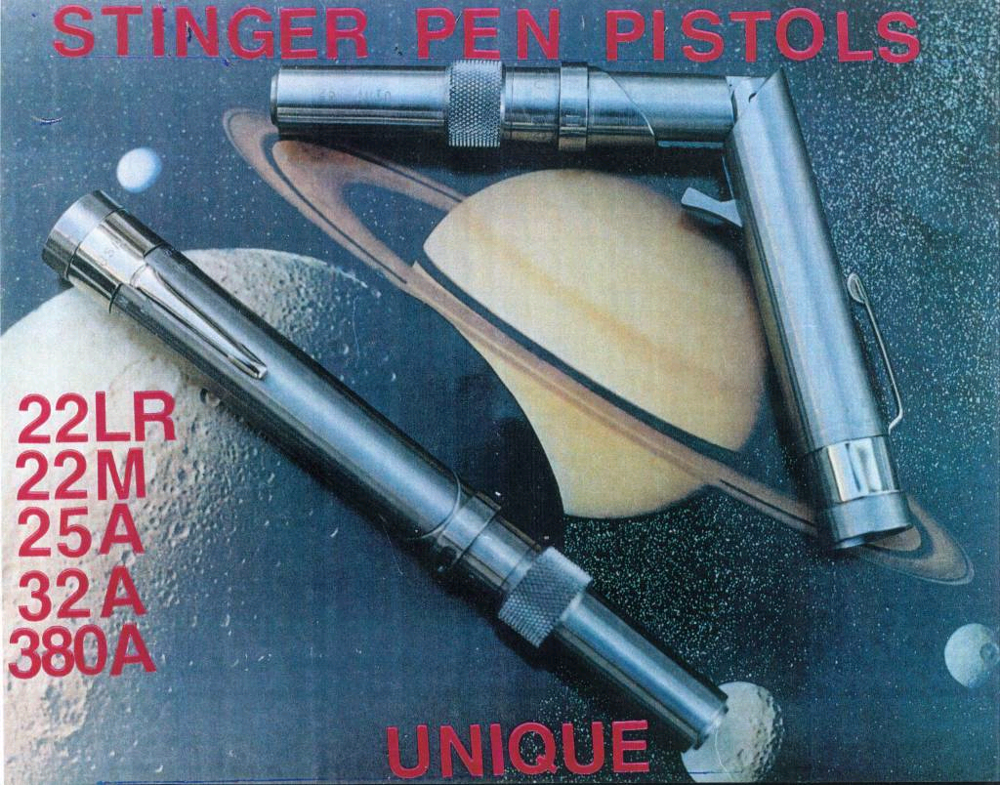 STINGER PEN PISTOLS
22LR
22M
25A
32A
380A
UNIQUE